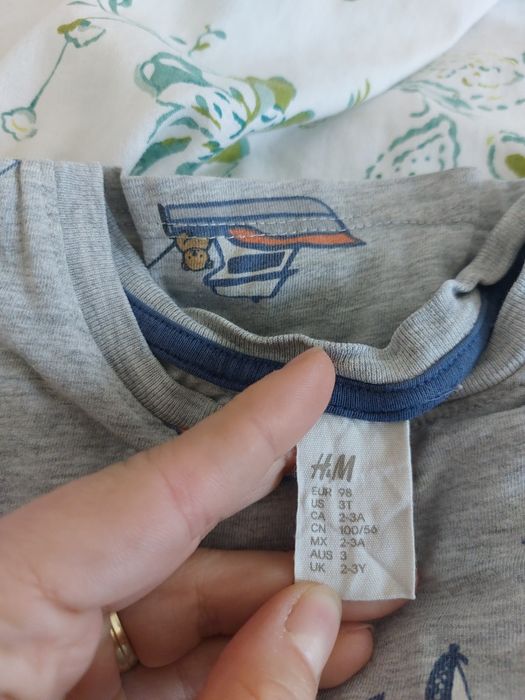 H&M
EUR 98
US 3T
CA 2-3A
CN 100/56
MX 2-3A
AUS 3
UK 2-3Y